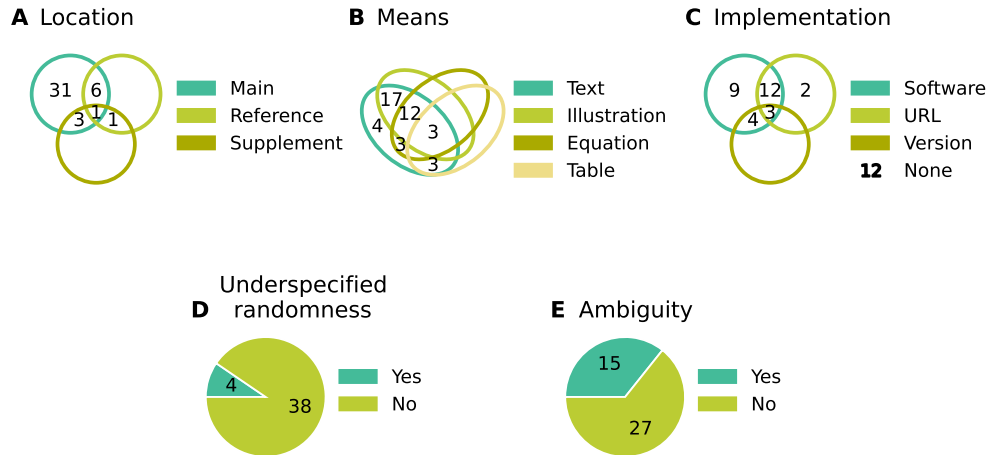 A Location
31
6
3
1
1
Main
Reference
Supplement
B Means
17
12
4
3
3
3
Text
Illustration
Equation
Table
C Implementation
9
12
2
4
3
Software
URL
Version
12 None
D Underspecified
randomness
4
38
Yes
No
E Ambiguity
15
27
Yes
No